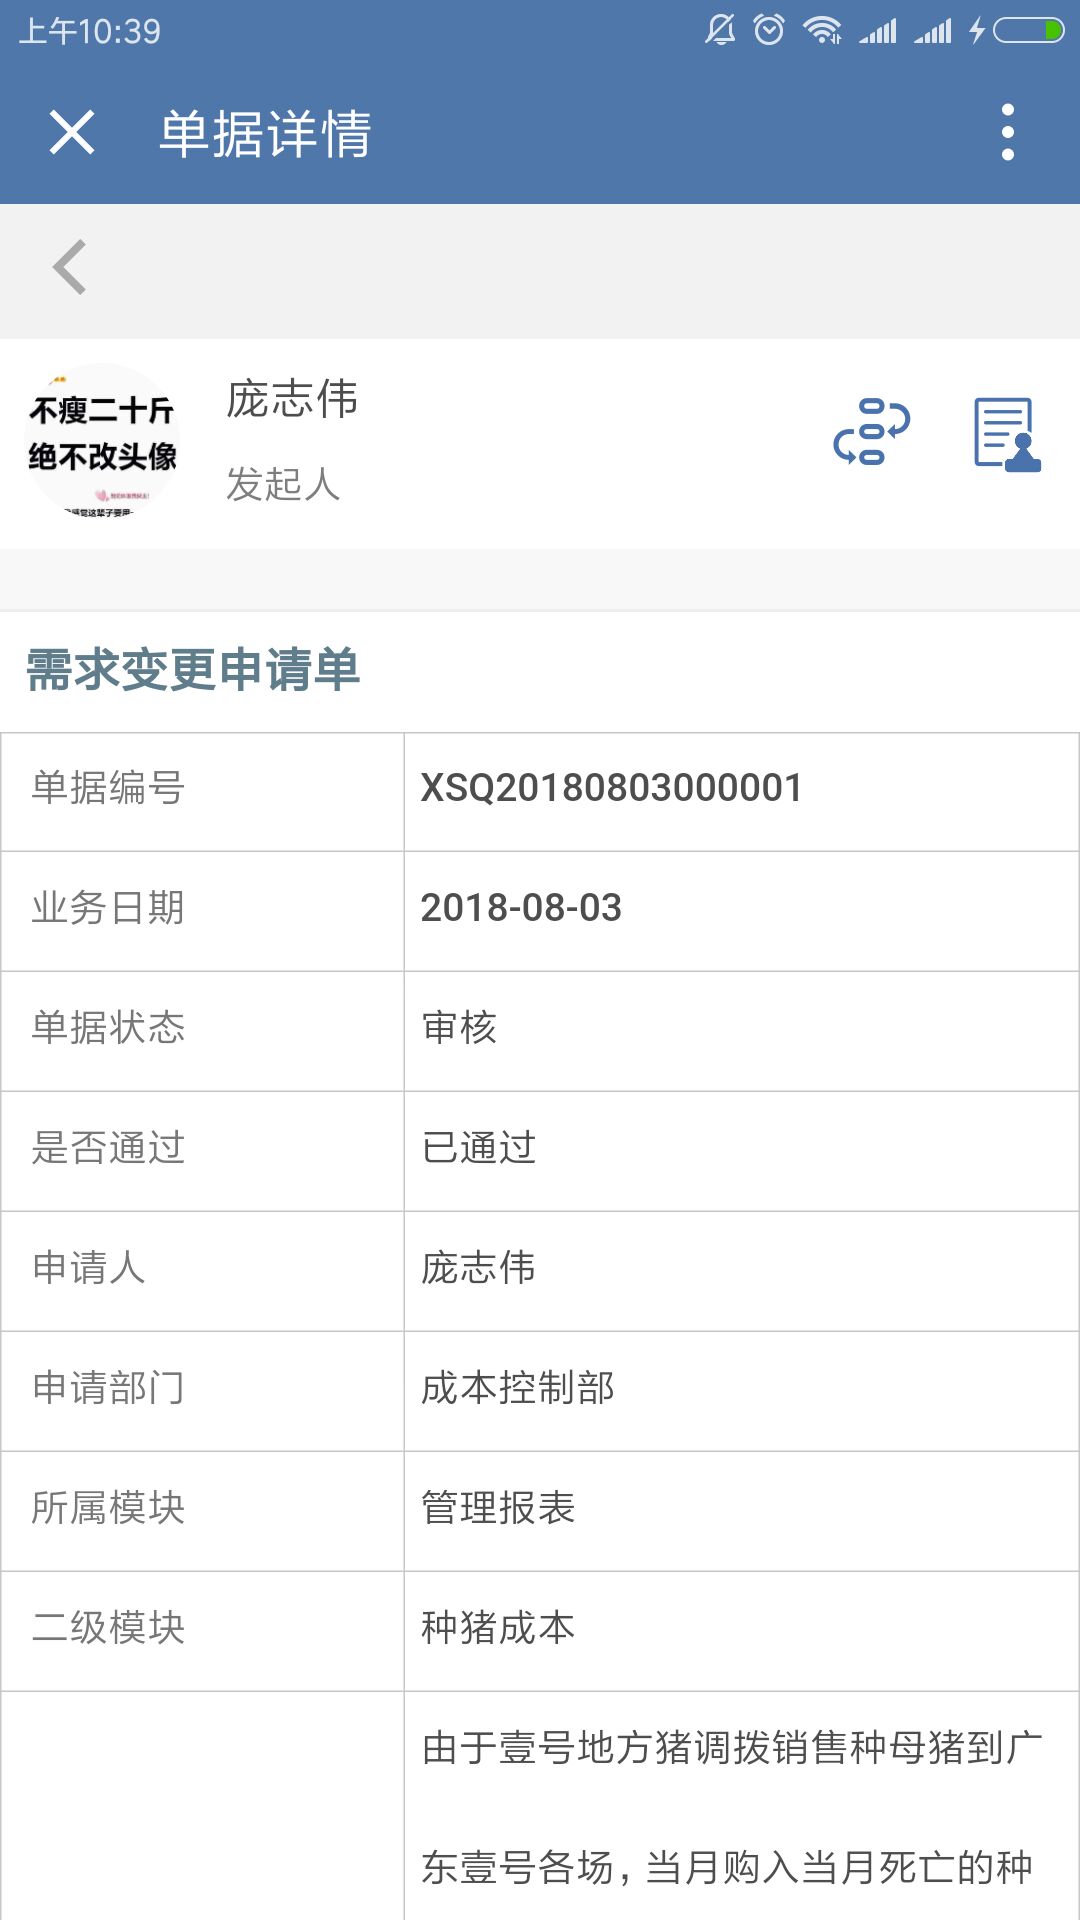 上午10:39
单据详情
不瘦二十斤
绝不改头像
庞志伟
发起人
需求变更申请单
单据编号 XSQ20180803000001
业务日期 2018-08-03
单据状态 审核
是否通过 已通过
申请人 庞志伟
申请部门 成本控制部
所属模块 管理报表
二级模块 种猪成本
由于壹号地方猪调拨销售种母猪到广
东壹号各场，当月购入当月死亡的种